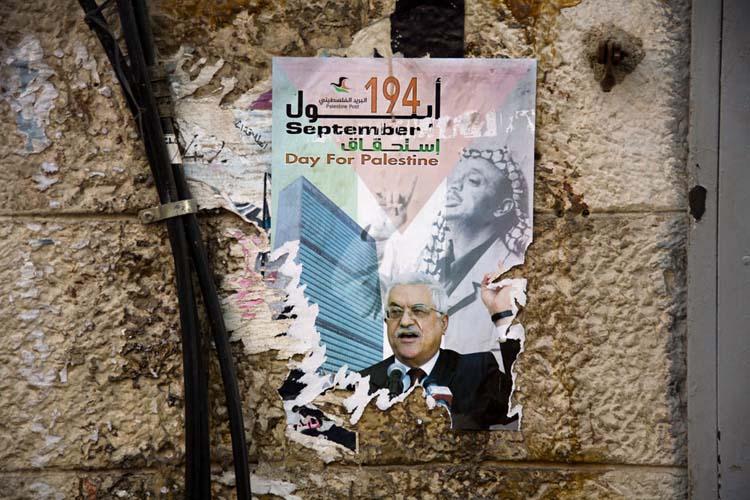 194
البريد الفلسطيني
Palestine Post
أيلول
September
إستحقاق
Day For Palestine